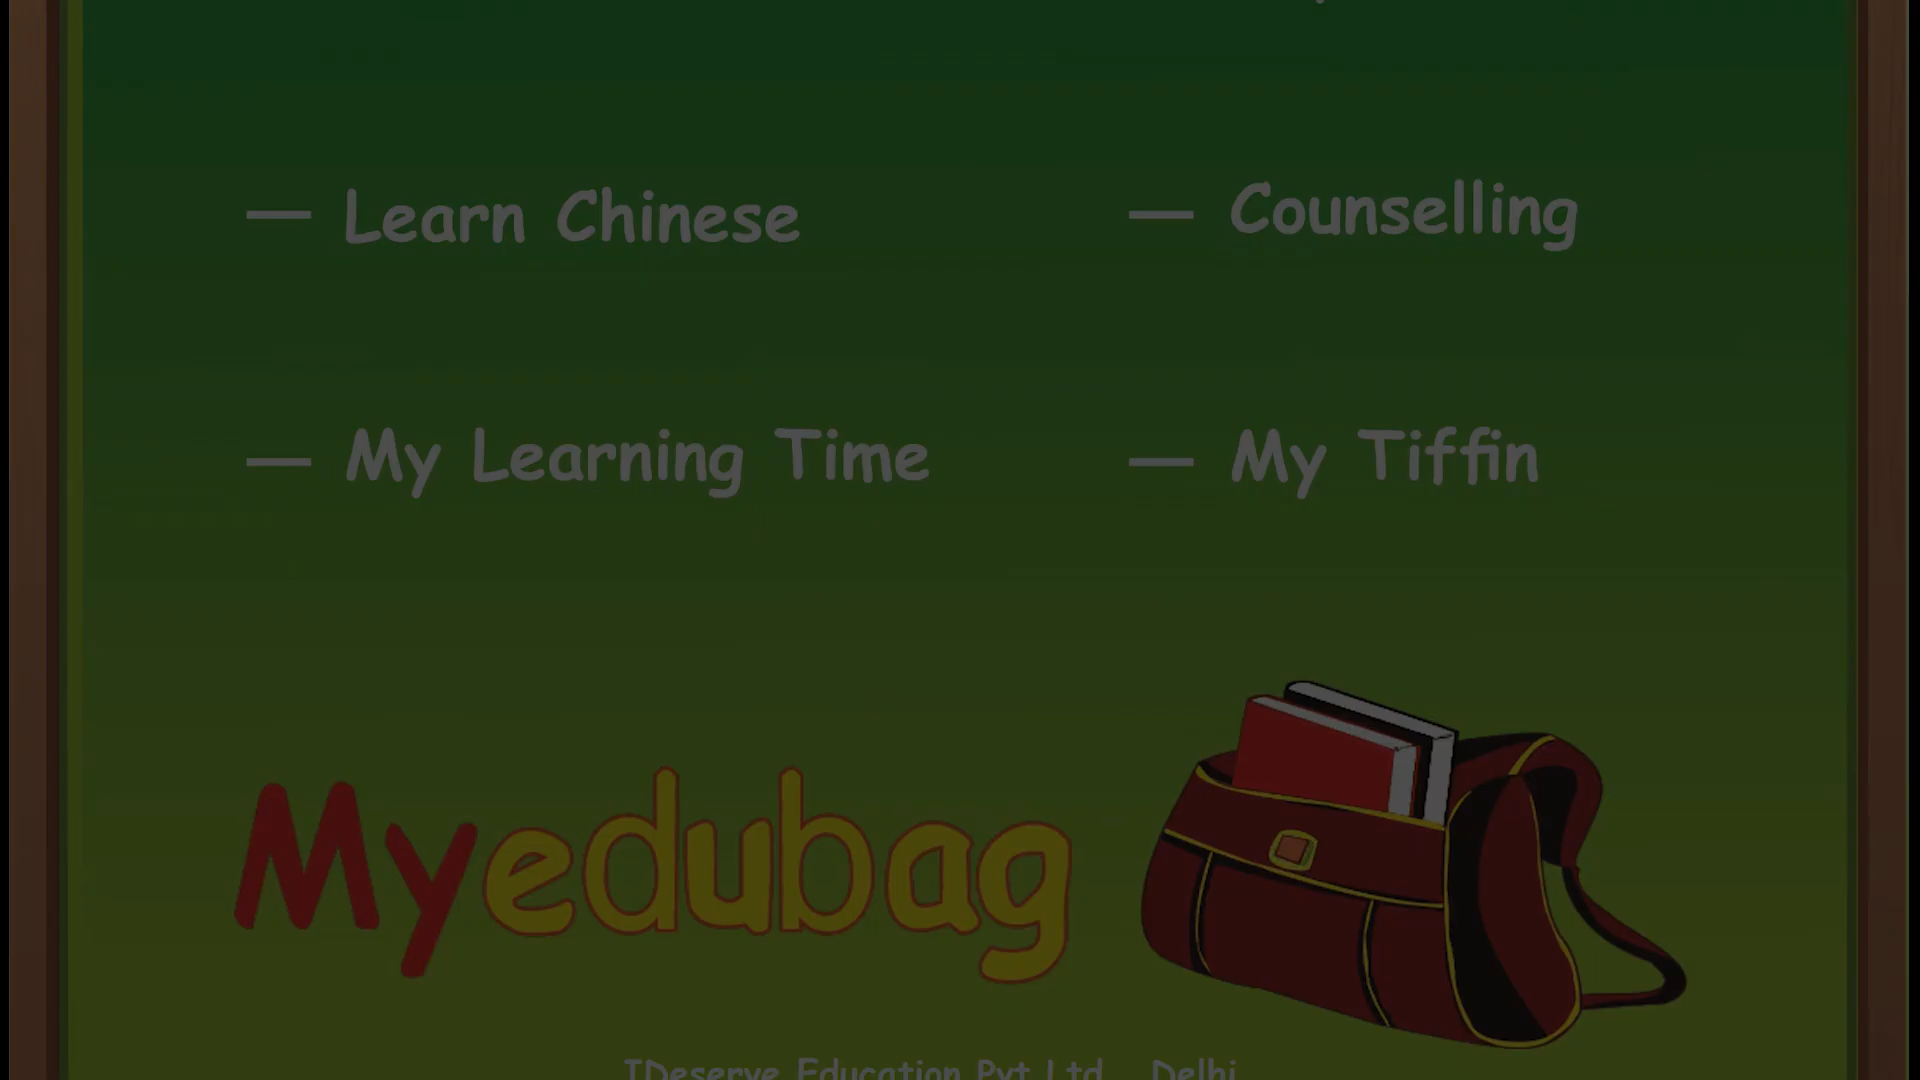 — Learn Chinese — Counselling
— My Learning Time — My Tiffin
Myedubag
IDeserve Education Pvt Ltd Delhi